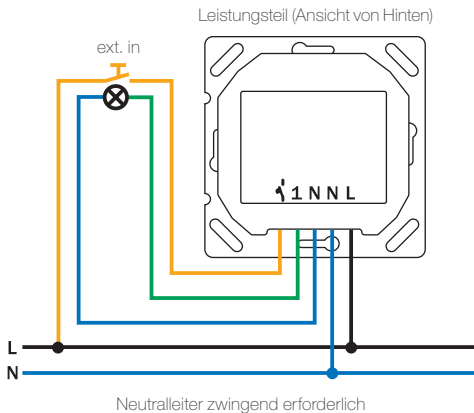 Leistungsteil (Ansicht von Hinten)
ext. in
1 N N L
L
N
Neutralleiter zwingend erforderlich